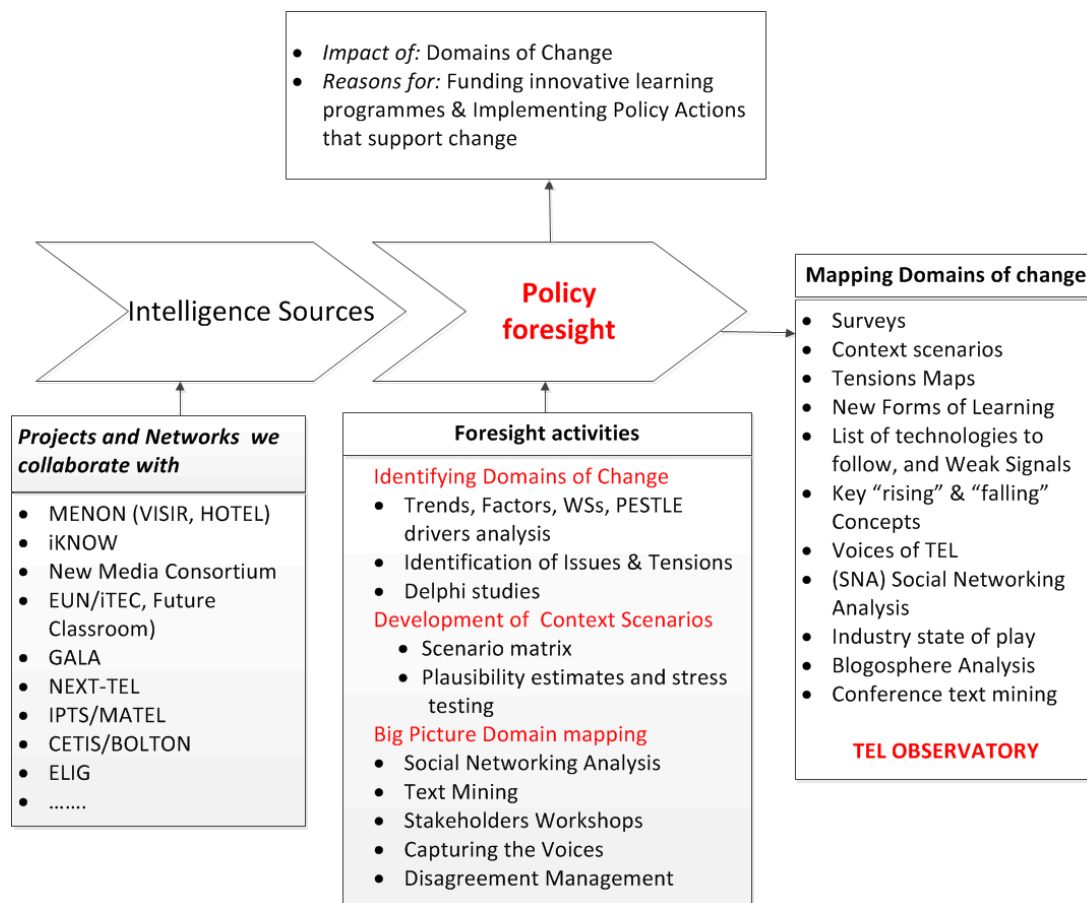 • Impact of: Domains of Change
• Reasons for: Funding innovative learning
programmes & Implementing Policy Actions
that support change
Intelligence Sources
Policy
foresight
Projects and Networks we
collaborate with
• MENON (VISIR, HOTEL)
• iKNOW
• New Media Consortium
• EUN/iTEC, Future
Classroom)
• GALA
• NEXT-TEL
• IPTS/MATEL
• CETIS/BOLTON
• ELIG
• …….
Foresight activities
Identifying Domains of Change
• Trends, Factors, WSs, PESTLE
drivers analysis
• Identification of Issues & Tensions
• Delphi studies
Development of Context Scenarios
• Scenario matrix
• Plausibility estimates and stress
testing
Big Picture Domain mapping
• Social Networking Analysis
• Text Mining
• Stakeholders Workshops
• Capturing the Voices
• Disagreement Management
Mapping Domains of change
• Surveys
• Context scenarios
• Tensions Maps
• New Forms of Learning
• List of technologies to
follow, and Weak Signals
• Key “rising” & “falling”
Concepts
• Voices of TEL
• (SNA) Social Networking
Analysis
• Industry state of play
• Blogosphere Analysis
• Conference text mining
TEL OBSERVATORY